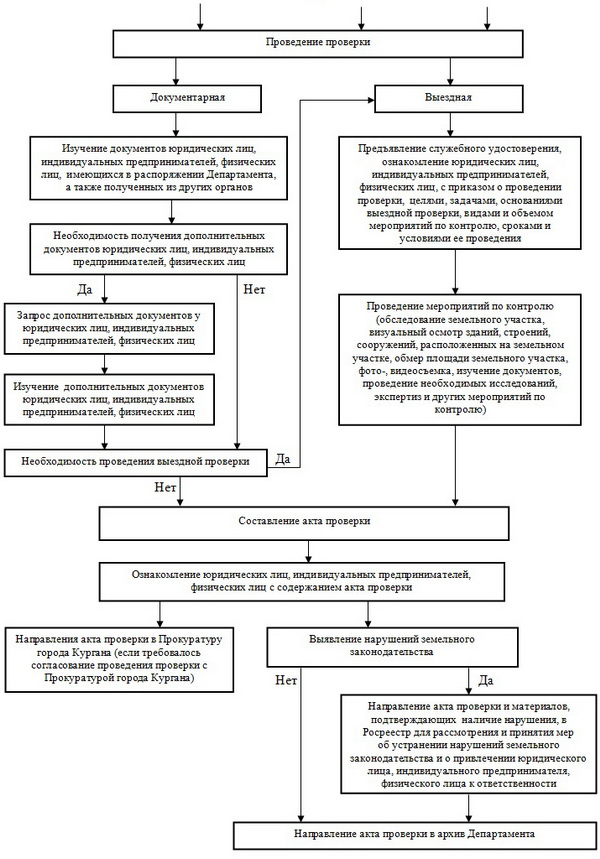 Проведение проверки
Документарная
Выездная
Изучение документов юридических лиц,
индивидуальных предпринимателей, физических
лиц, имеющихся в распоряжении Департамента,
а также полученных из других органов
Предъявление служебного удостоверения,
ознакомление юридических лиц,
индивидуальных предпринимателей,
физических лиц, с приказом о проведении
проверки, целями, задачами, основаниями
выездной проверки, видами и объемом
мероприятий по контролю, сроками и
условиями ее проведения
Необходимость получения дополнительных
документов юридических лиц, индивидуальных
предпринимателей, физических лиц
Да
Нет
Запрос дополнительных документов у
юридических лиц, индивидуальных
предпринимателей, физических лиц
Проведение мероприятий по контролю
(обследование земельного участка,
визуальный осмотр зданий, строений,
сооружений, расположенных на земельном
участке, обмер площади земельного участка,
фото-, видеосъемка, изучение документов,
проведение необходимых исследований,
экспертиз и других мероприятий по
контролю)
Изучение дополнительных документов
юридических лиц, индивидуальных
предпринимателей, физических лиц
Необходимость проведения выездной проверки
Да
Нет
Составление акта проверки
Ознакомление юридических лиц, индивидуальных предпринимателей,
физических лиц с содержанием акта проверки
Направления акта проверки в Прокуратуру
города Кургана (если требовалось
согласование проведения проверки с
Прокуратурой города Кургана)
Выявление нарушений земельного
законодательства
Нет
Да
Направление акта проверки и материалов,
подтверждающих наличие нарушения, в
Росреестр для рассмотрения и принятия мер
об устранении нарушений земельного
законодательства и о привлечении юридического
лица, индивидуального предпринимателя,
физического лица к ответственности
Направление акта проверки в архив Департамента